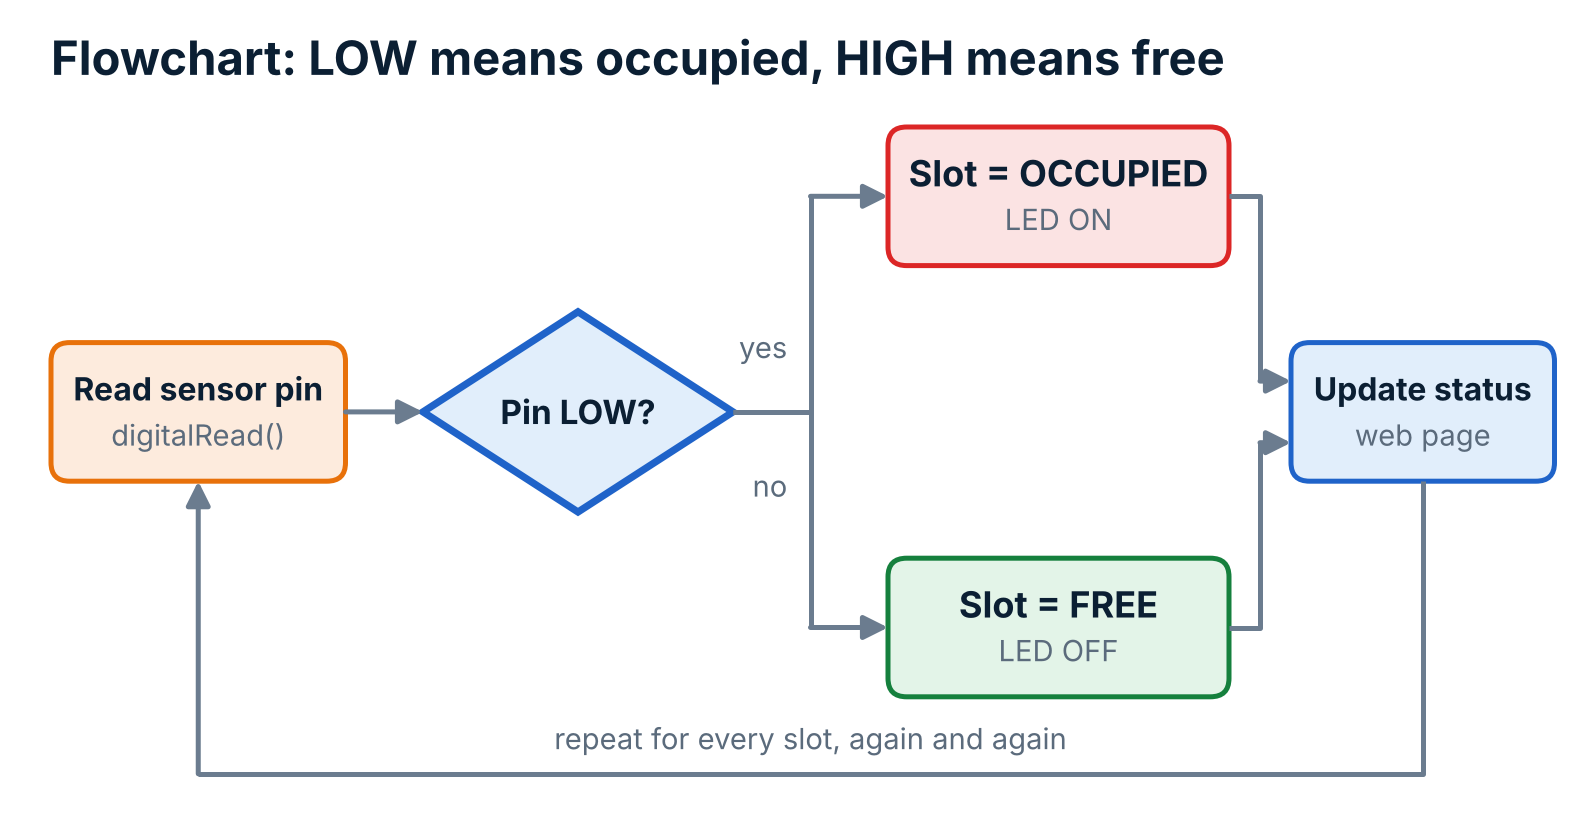 Flowchart: LOW means occupied, HIGH means free
Slot = OCCUPIED
LED ON
yes
Read sensor pin
digitalRead()
Pin LOW?
Update status
web page
no
Slot = FREE
LED OFF
repeat for every slot, again and again